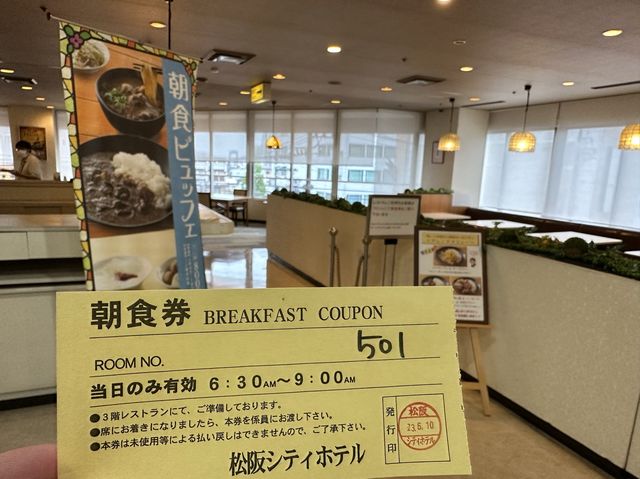 朝食ビュッフェ
朝食券 BREAKFAST COUPON
ROOM NO. 501
当日のみ有効 6:30AM～9:00AM
●3階レストランにて、ご準備しております。
●席にお着きになりましたら、本券を係員にお渡し下さい。
●本券は未使用等による払い戻しはできませんので、ご了承下さい。
発行印
松阪
23.6.10
シティホテル
松阪シティホテル